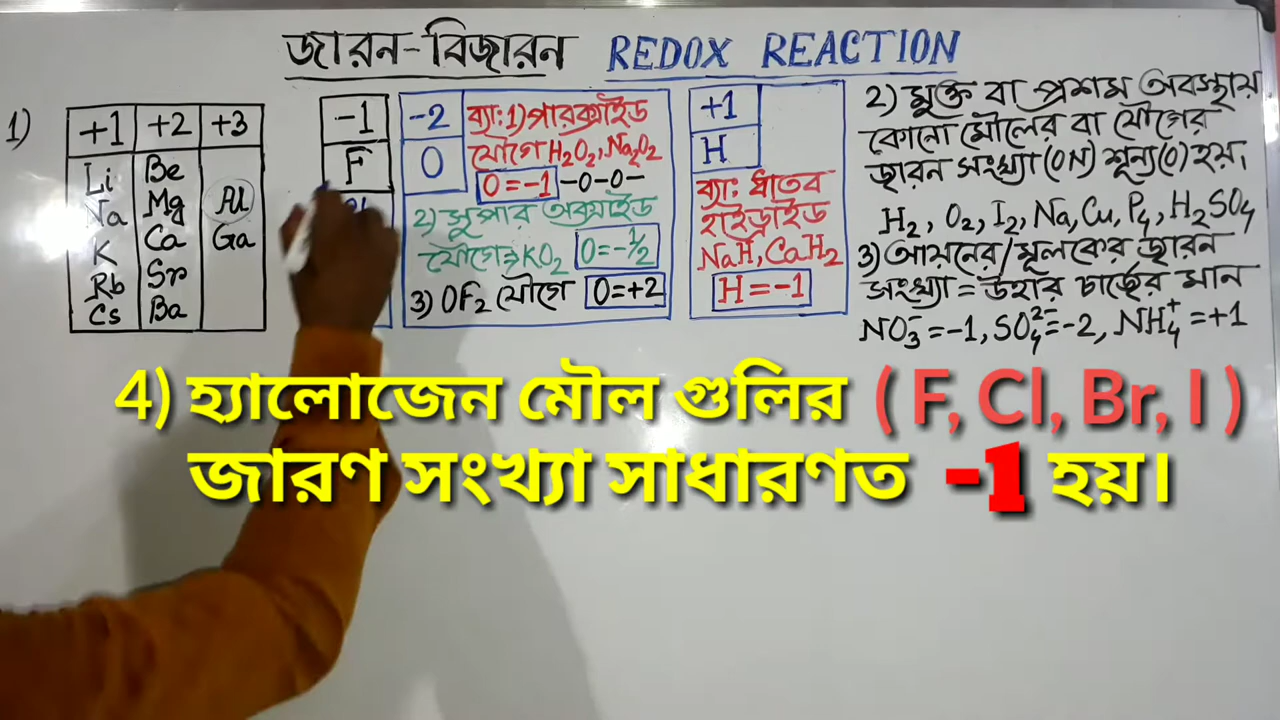 জারন-বিজারন REDOX REACTION
1)
+1 +2 +3
Li Be
Na Mg Al
K Ca Ga
Rb Sr
Cs Ba
-1
F
-2
O
ব্যাঃ1) পারক্সাইড
যৌগে H₂O₂, Na₂O₂
O=-1 -O-O-
2) সুপার অক্সাইড
যৌগে⇒KO₂ O=-½
3) OF₂ যৌগে O=+2
+1
H
ব্যাঃ ধাতব
হাইড্রাইড
NaH, CaH₂
H=-1
2) মুক্ত বা প্রশম অবস্থায়
কোনো মৌলের বা যৌগের
জারন সংখ্যা (ON) শূন্য(0) হয়।
H₂, O₂, I₂, Na, Cu, P₄, H₂SO₄
3) আয়নের/মূলকের জারন
সংখ্যা = উহার চার্জের মান
NO₃⁻=-1, SO₄²⁻=-2, NH₄⁺=+1
4) হ্যালোজেন মৌল গুলির ( F, Cl, Br, I )
জারণ সংখ্যা সাধারণত -1 হয়।